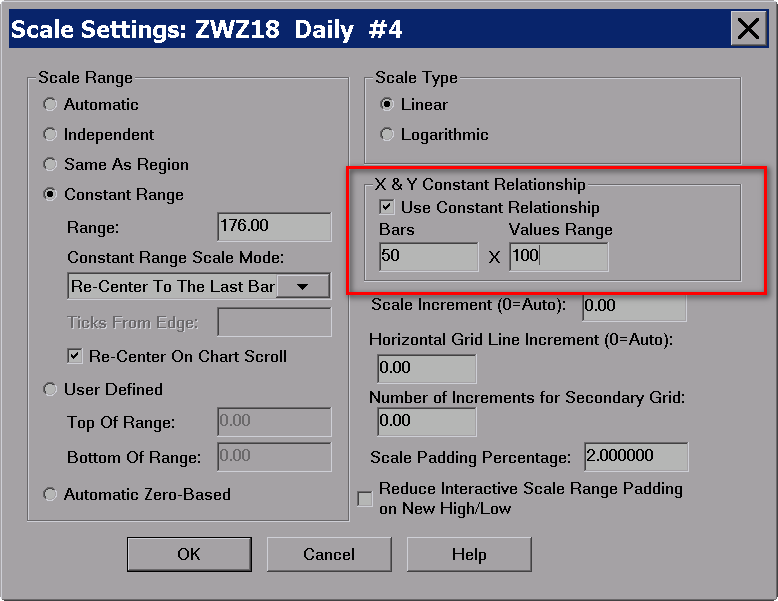 Scale Settings: ZWZ18 Daily #4
Scale Range
Automatic
Independent
Same As Region
Constant Range
Range: 176.00
Constant Range Scale Mode:
Re-Center To The Last Bar
Ticks From Edge:
Re-Center On Chart Scroll
User Defined
Top Of Range: 0.00
Bottom Of Range: 0.00
Automatic Zero-Based
Scale Type
Linear
Logarithmic
X & Y Constant Relationship
Use Constant Relationship
Bars Values Range
50 X 100
Scale Increment (0=Auto): 0.00
Horizontal Grid Line Increment (0=Auto):
0.00
Number of Increments for Secondary Grid:
0.00
Scale Padding Percentage: 2.000000
Reduce Interactive Scale Range Padding
on New High/Low
OK Cancel Help